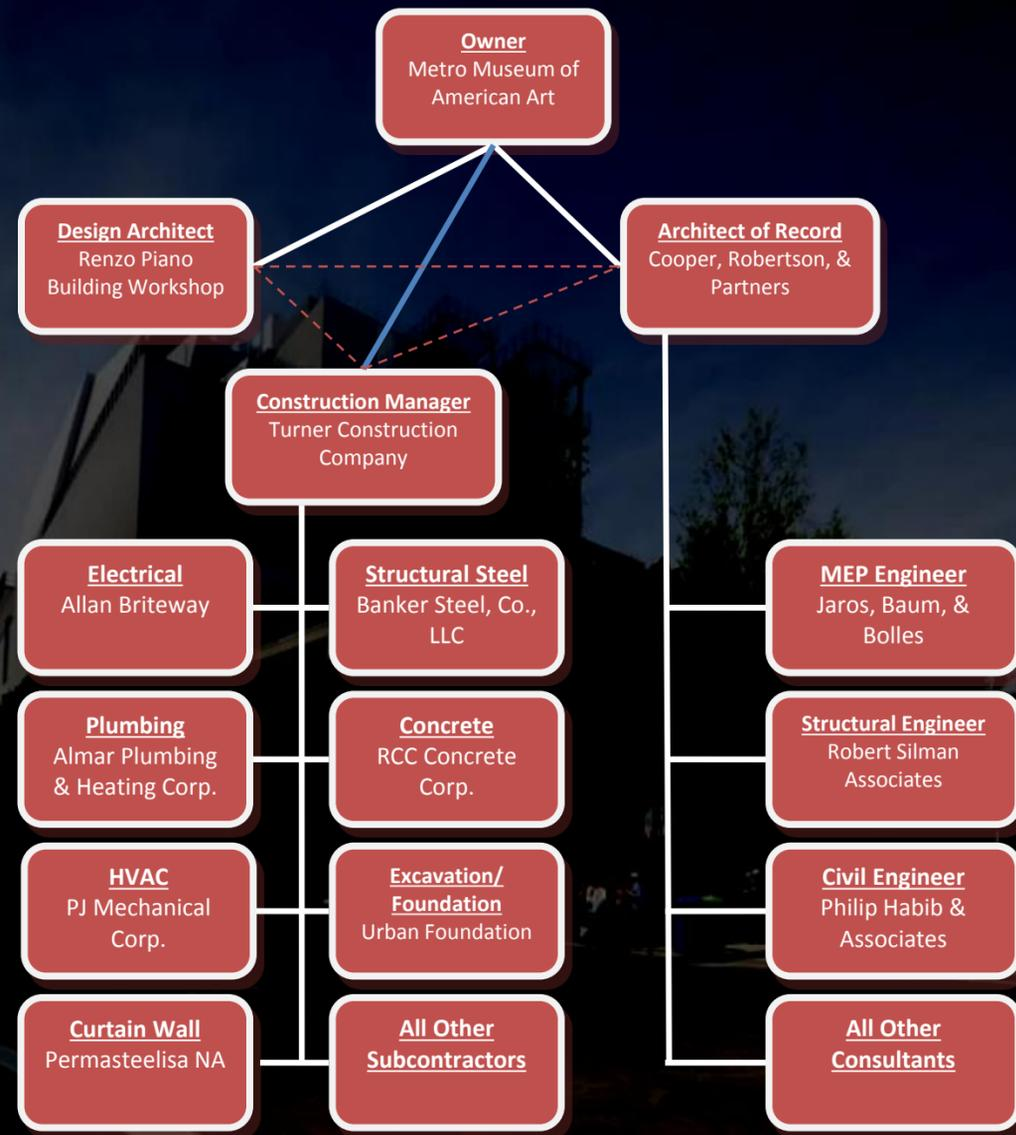 Owner
Metro Museum of
American Art
Design Architect
Renzo Piano
Building Workshop
Architect of Record
Cooper, Robertson, &
Partners
Construction Manager
Turner Construction
Company
Electrical
Allan Briteway
Structural Steel
Banker Steel, Co.,
LLC
MEP Engineer
Jaros, Baum, &
Bolles
Plumbing
Almar Plumbing
& Heating Corp.
Concrete
RCC Concrete
Corp.
Structural Engineer
Robert Silman
Associates
HVAC
PJ Mechanical
Corp.
Excavation/
Foundation
Urban Foundation
Civil Engineer
Philip Habib &
Associates
Curtain Wall
Permasteelisa NA
All Other
Subcontractors
All Other
Consultants